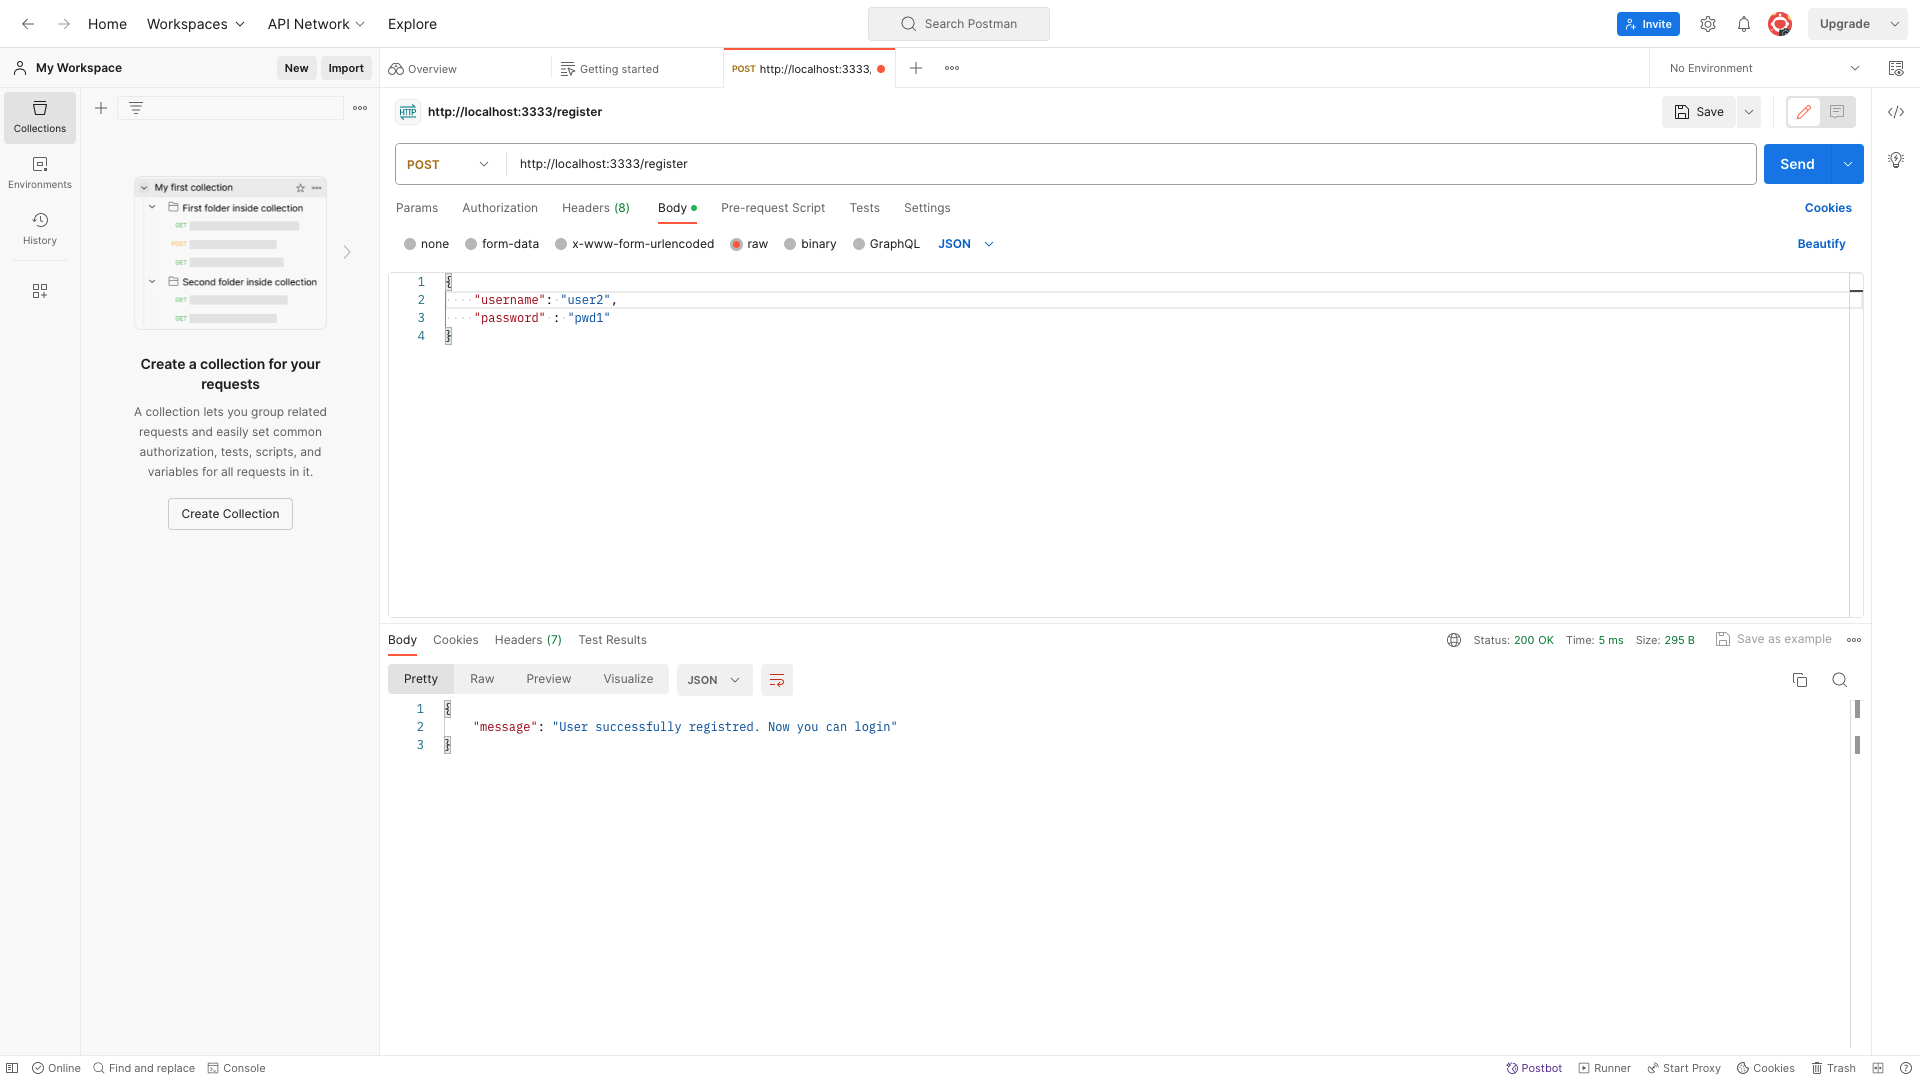 Home Workspaces API Network Explore Search Postman Invite Upgrade
My Workspace New Import Overview Getting started POST http://localhost:3333, No Environment
Collections
Environments
History
My first collection
First folder inside collection
GET
POST
GET
Second folder inside collection
GET
GET
Create a collection for your
requests
A collection lets you group related
requests and easily set common
authorization, tests, scripts, and
variables for all requests in it.
Create Collection
HTTP http://localhost:3333/register Save
POST http://localhost:3333/register Send
Params Authorization Headers (8) Body Pre-request Script Tests Settings Cookies
none form-data x-www-form-urlencoded raw binary GraphQL JSON Beautify
1 {
2 "username": "user2",
3 "password" : "pwd1"
4 }
Body Cookies Headers (7) Test Results Status: 200 OK Time: 5 ms Size: 295 B Save as example
Pretty Raw Preview Visualize JSON
1 {
2 "message": "User successfully registred. Now you can login"
3 }
Online Find and replace Console Postbot Runner Start Proxy Cookies Trash